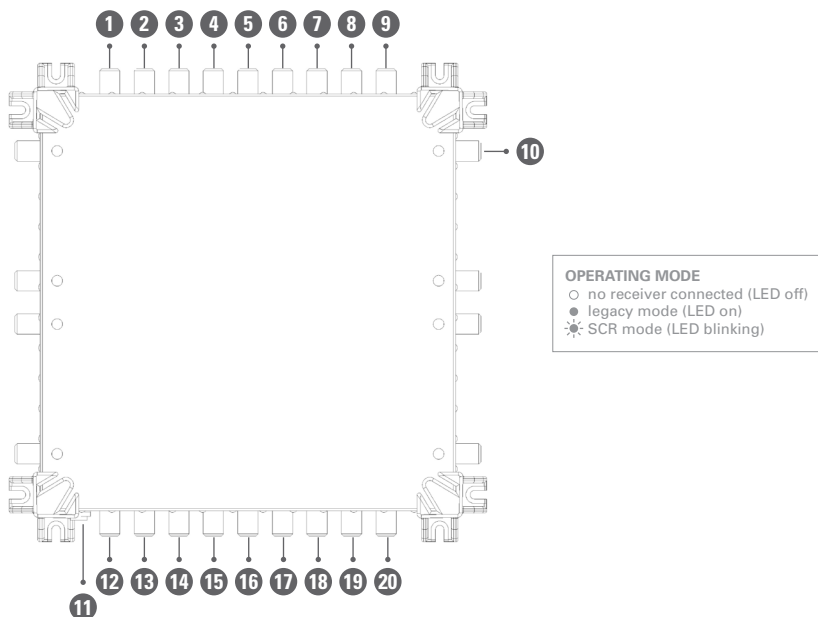 1 2 3 4 5 6 7 8 9
10
OPERATING MODE
no receiver connected (LED off)
legacy mode (LED on)
SCR mode (LED blinking)
12 13 14 15 16 17 18 19 20
11